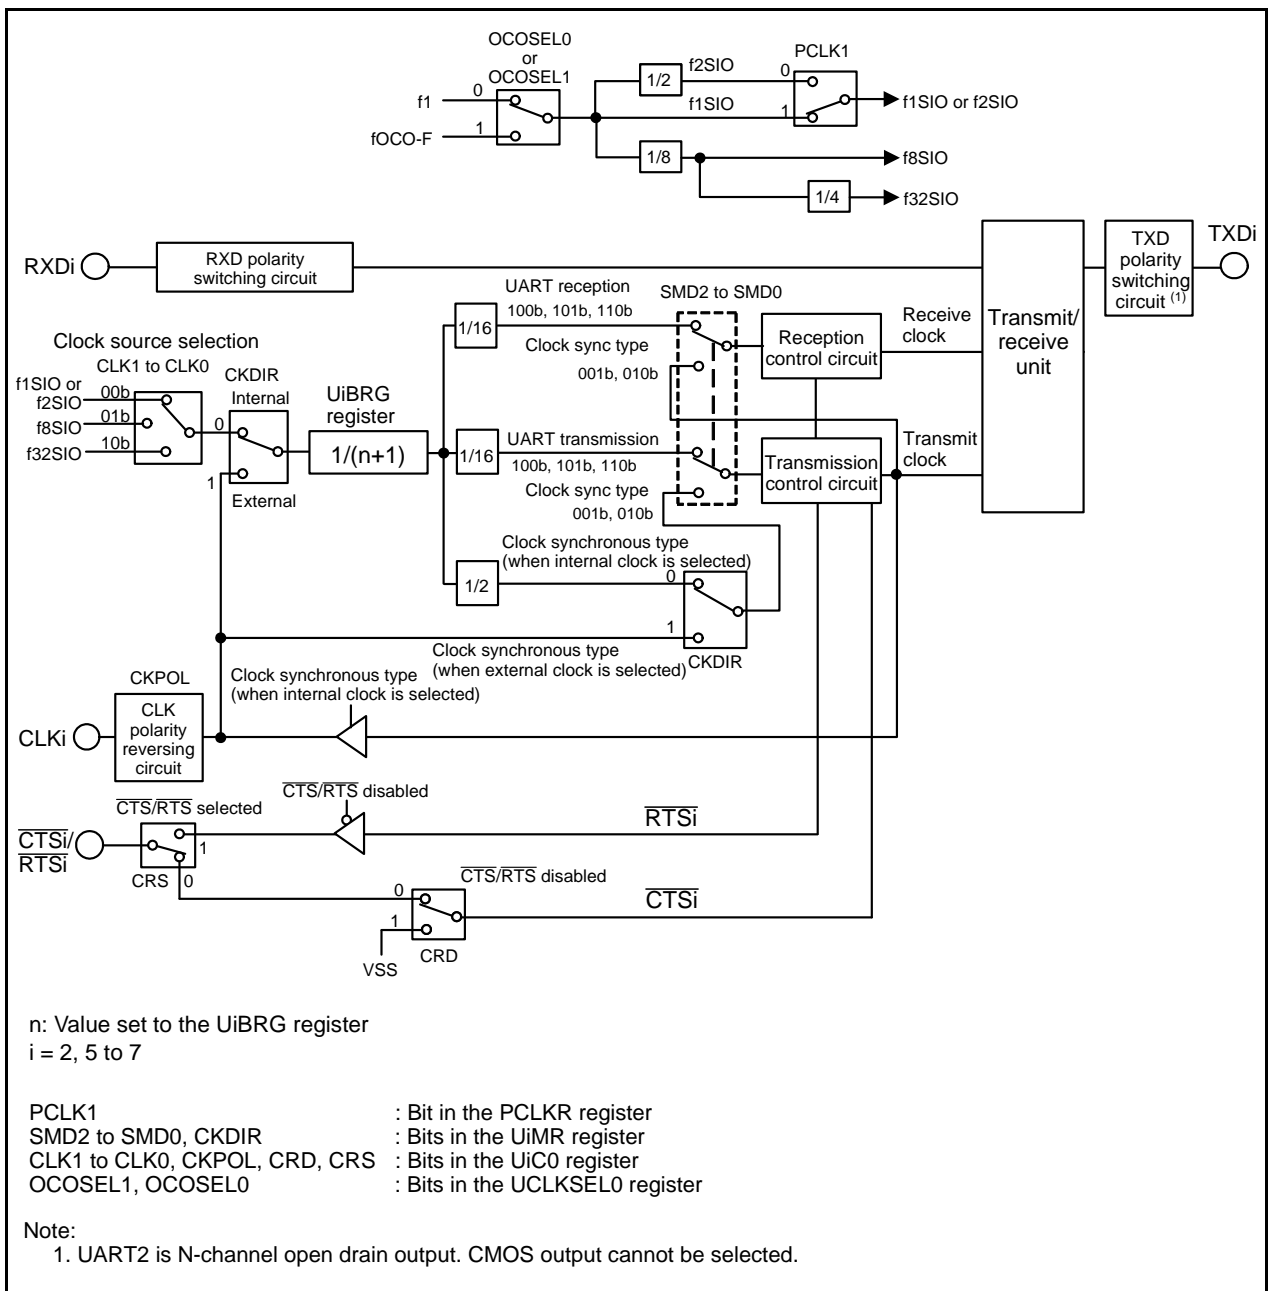 OCOSEL0
or
OCOSEL1
PCLK1
f2SIO
0
1/2
0
f1
f1SIO
f1SIO or f2SIO
1
1
fOCO-F
1/8
f8SIO
1/4
f32SIO
RXDi
RXD polarity
switching circuit
TXD
polarity
switching
circuit (1)
TXDi
UART reception
100b, 101b, 110b
SMD2 to SMD0
1/16
Clock sync type
001b, 010b
Reception
control circuit
Receive
clock
Transmit/
receive
unit
Clock source selection
CLK1 to CLK0
CKDIR
Internal
f1SIO or
f2SIO
00b
f8SIO
01b
f32SIO
10b
0
1
External
UiBRG
register
1/(n+1)
1/16
UART transmission
100b, 101b, 110b
Clock sync type
001b, 010b
Transmission
control circuit
Transmit
clock
Clock synchronous type
(when internal clock is selected)
1/2
0
1
CKDIR
Clock synchronous type
(when external clock is selected)
Clock synchronous type
(when internal clock is selected)
CKPOL
CLK
polarity
reversing
circuit
CLKi
CTS/RTS selected
CTS/RTS disabled
RTSi
CTSi/
RTSi
1
CRS
0
CTS/RTS disabled
0
CTSi
1
VSS
CRD
n: Value set to the UiBRG register
i = 2, 5 to 7
PCLK1 : Bit in the PCLKR register
SMD2 to SMD0, CKDIR : Bits in the UiMR register
CLK1 to CLK0, CKPOL, CRD, CRS : Bits in the UiC0 register
OCOSEL1, OCOSEL0 : Bits in the UCLKSEL0 register
Note:
1. UART2 is N-channel open drain output. CMOS output cannot be selected.